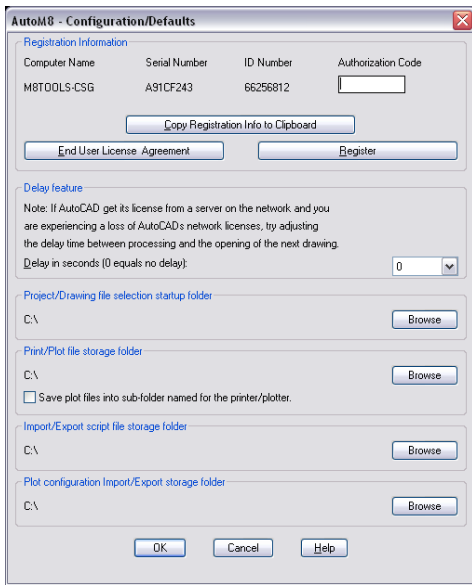 AutoM8 - Configuration/Defaults
Registration Information
Computer Name Serial Number ID Number Authorization Code
M8TOOLS-CSG A91CF243 66256812
Copy Registration Info to Clipboard
End User License Agreement Register
Delay feature
Note: If AutoCAD get its license from a server on the network and you
are experiencing a loss of AutoCADs network licenses, try adjusting
the delay time between processing and the opening of the next drawing.
Delay in seconds (0 equals no delay): 0
Project/Drawing file selection startup folder
C:\ Browse
Print/Plot file storage folder
C:\ Browse
Save plot files into sub-folder named for the printer/plotter.
Import/Export script file storage folder
C:\ Browse
Plot configuration Import/Export storage folder
C:\ Browse
OK Cancel Help